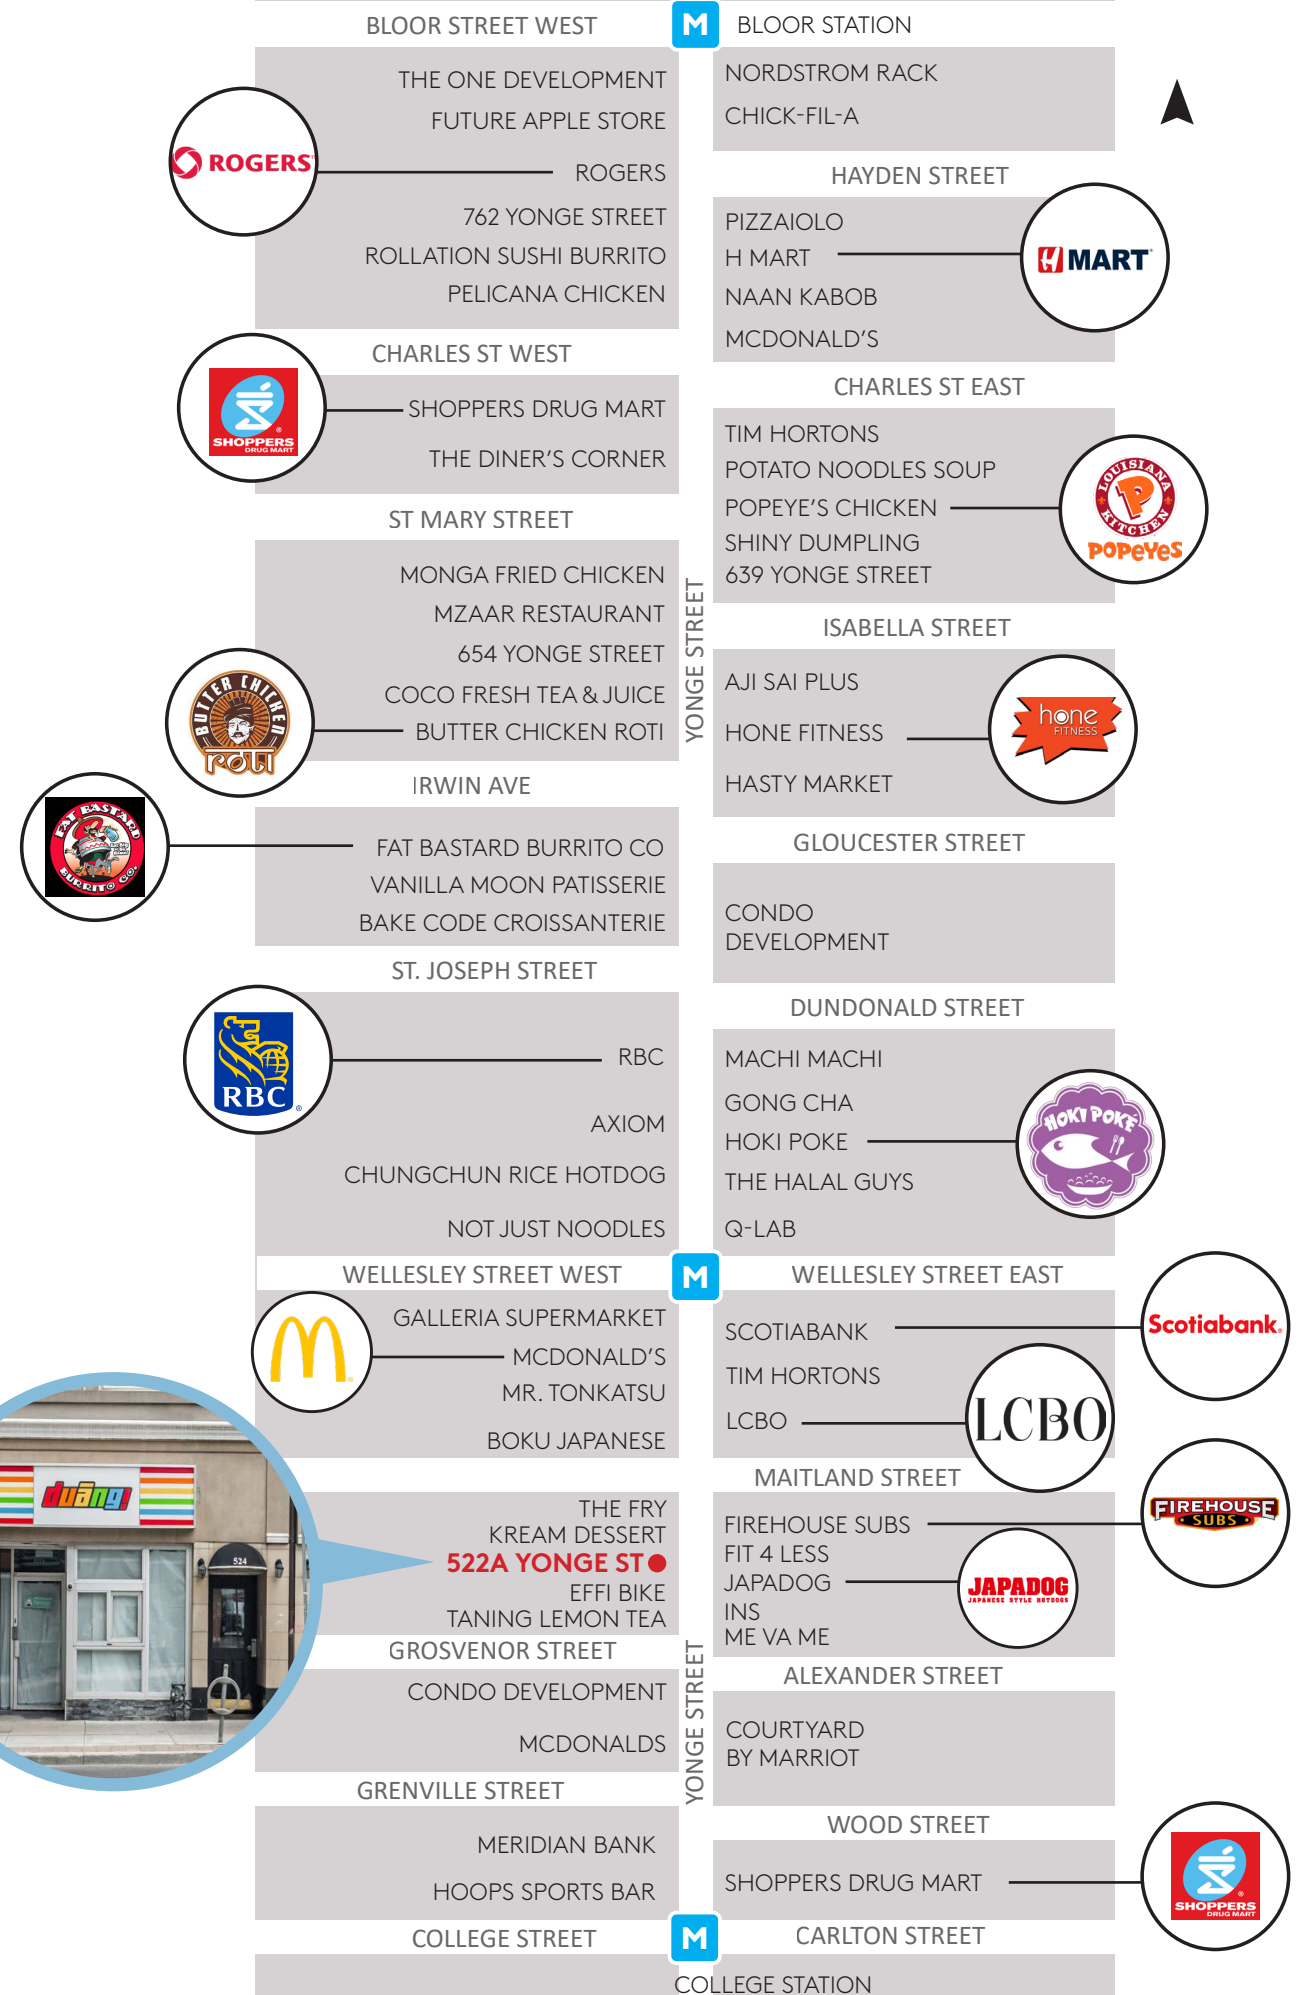 BLOOR STREET WEST
M
BLOOR STATION
THE ONE DEVELOPMENT
FUTURE APPLE STORE
ROGERS
ROGERS
762 YONGE STREET
ROLLATION SUSHI BURRITO
PELICANA CHICKEN
NORDSTROM RACK
CHICK-FIL-A
HAYDEN STREET
PIZZAIOLO
H MART
H MART
NAAN KABOB
MCDONALD'S
CHARLES ST WEST
SHOPPERS
DRUG MART
SHOPPERS DRUG MART
THE DINER'S CORNER
CHARLES ST EAST
TIM HORTONS
POTATO NOODLES SOUP
POPEYE'S CHICKEN
LOUISIANA
KITCHEN
POPEYES
SHINY DUMPLING
639 YONGE STREET
ST MARY STREET
MONGA FRIED CHICKEN
MZAAR RESTAURANT
654 YONGE STREET
COCO FRESH TEA & JUICE
BUTTER CHICKEN ROTI
BUTTER CHICKEN
roti
YONGE STREET
ISABELLA STREET
AJI SAI PLUS
HONE FITNESS
hone
FITNESS
HASTY MARKET
IRWIN AVE
FAT BASTARD
BURRITO CO.
FAT BASTARD BURRITO CO
VANILLA MOON PATISSERIE
BAKE CODE CROISSANTERIE
GLOUCESTER STREET
CONDO
DEVELOPMENT
ST. JOSEPH STREET
RBC
RBC
AXIOM
CHUNGCHUN RICE HOTDOG
NOT JUST NOODLES
DUNDONALD STREET
MACHI MACHI
GONG CHA
HOKI POKE
HOKI POKÉ
THE HALAL GUYS
Q-LAB
WELLESLEY STREET WEST
M
WELLESLEY STREET EAST
GALLERIA SUPERMARKET
MCDONALD'S
MR. TONKATSU
BOKU JAPANESE
SCOTIABANK
Scotiabank
TIM HORTONS
LCBO
LCBO
MAITLAND STREET
duāng!
524
THE FRY
KREAM DESSERT
522A YONGE ST
EFFI BIKE
TANING LEMON TEA
FIREHOUSE SUBS
FIREHOUSE
SUBS
FIT 4 LESS
JAPADOG
JAPADOG
JAPANESE STYLE HOTDOGS
INS
ME VA ME
GROSVENOR STREET
CONDO DEVELOPMENT
MCDONALDS
YONGE STREET
ALEXANDER STREET
COURTYARD
BY MARRIOT
GRENVILLE STREET
MERIDIAN BANK
HOOPS SPORTS BAR
WOOD STREET
SHOPPERS DRUG MART
SHOPPERS
DRUG MART
COLLEGE STREET
M
CARLTON STREET
COLLEGE STATION